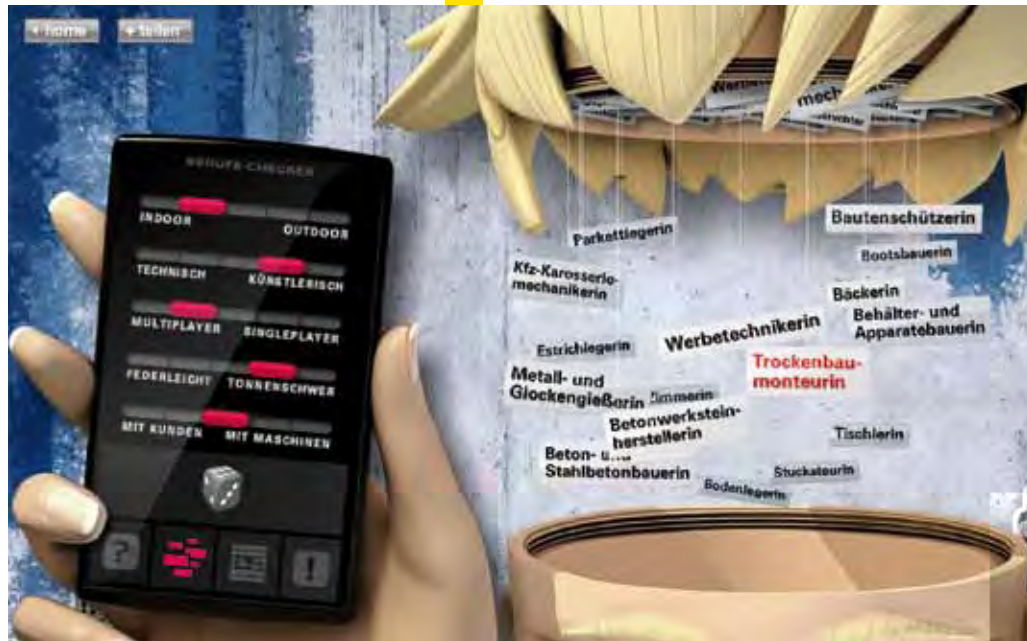 home
+ teilen
BERUFE-CHECKER
INDOOR
OUTDOOR
TECHNISCH
KÜNSTLERISCH
MULTIPLAYER
SINGLEPLAYER
FEDERLEICHT
TONNENSCHWER
MIT KUNDEN
MIT MASCHINEN
?
!
Parkettlegerin
Bautenschützerin
Bootsbauerin
Kfz-Karosserie-
mechanikerin
Bäckerin
Behälter- und
Apparatebauerin
Werbetechnikerin
Estrichlegerin
Trockenbau-
monteurin
Metall- und
Glockengießerin
Betonwerkstein-
herstellerin
Tischlerin
Beton- und
Stahlbetonbauerin
Stuckateurin
Bodenlegerin